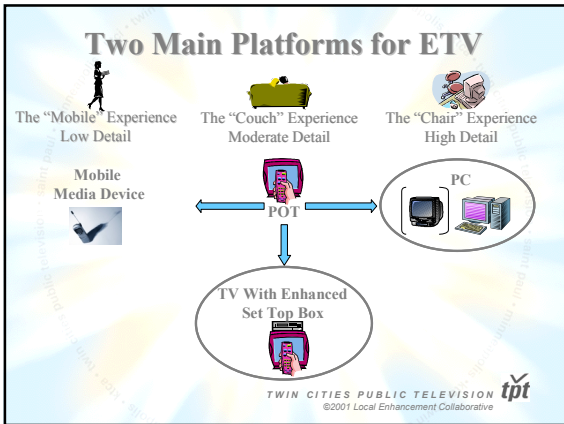 Two Main Platforms for ETV
The “Mobile” Experience
Low Detail
The “Couch” Experience
Moderate Detail
The “Chair” Experience
High Detail
Mobile
Media Device
POT
PC
TV With Enhanced
Set Top Box
TWIN CITIES PUBLIC TELEVISION tpt
©2001 Local Enhancement Collaborative